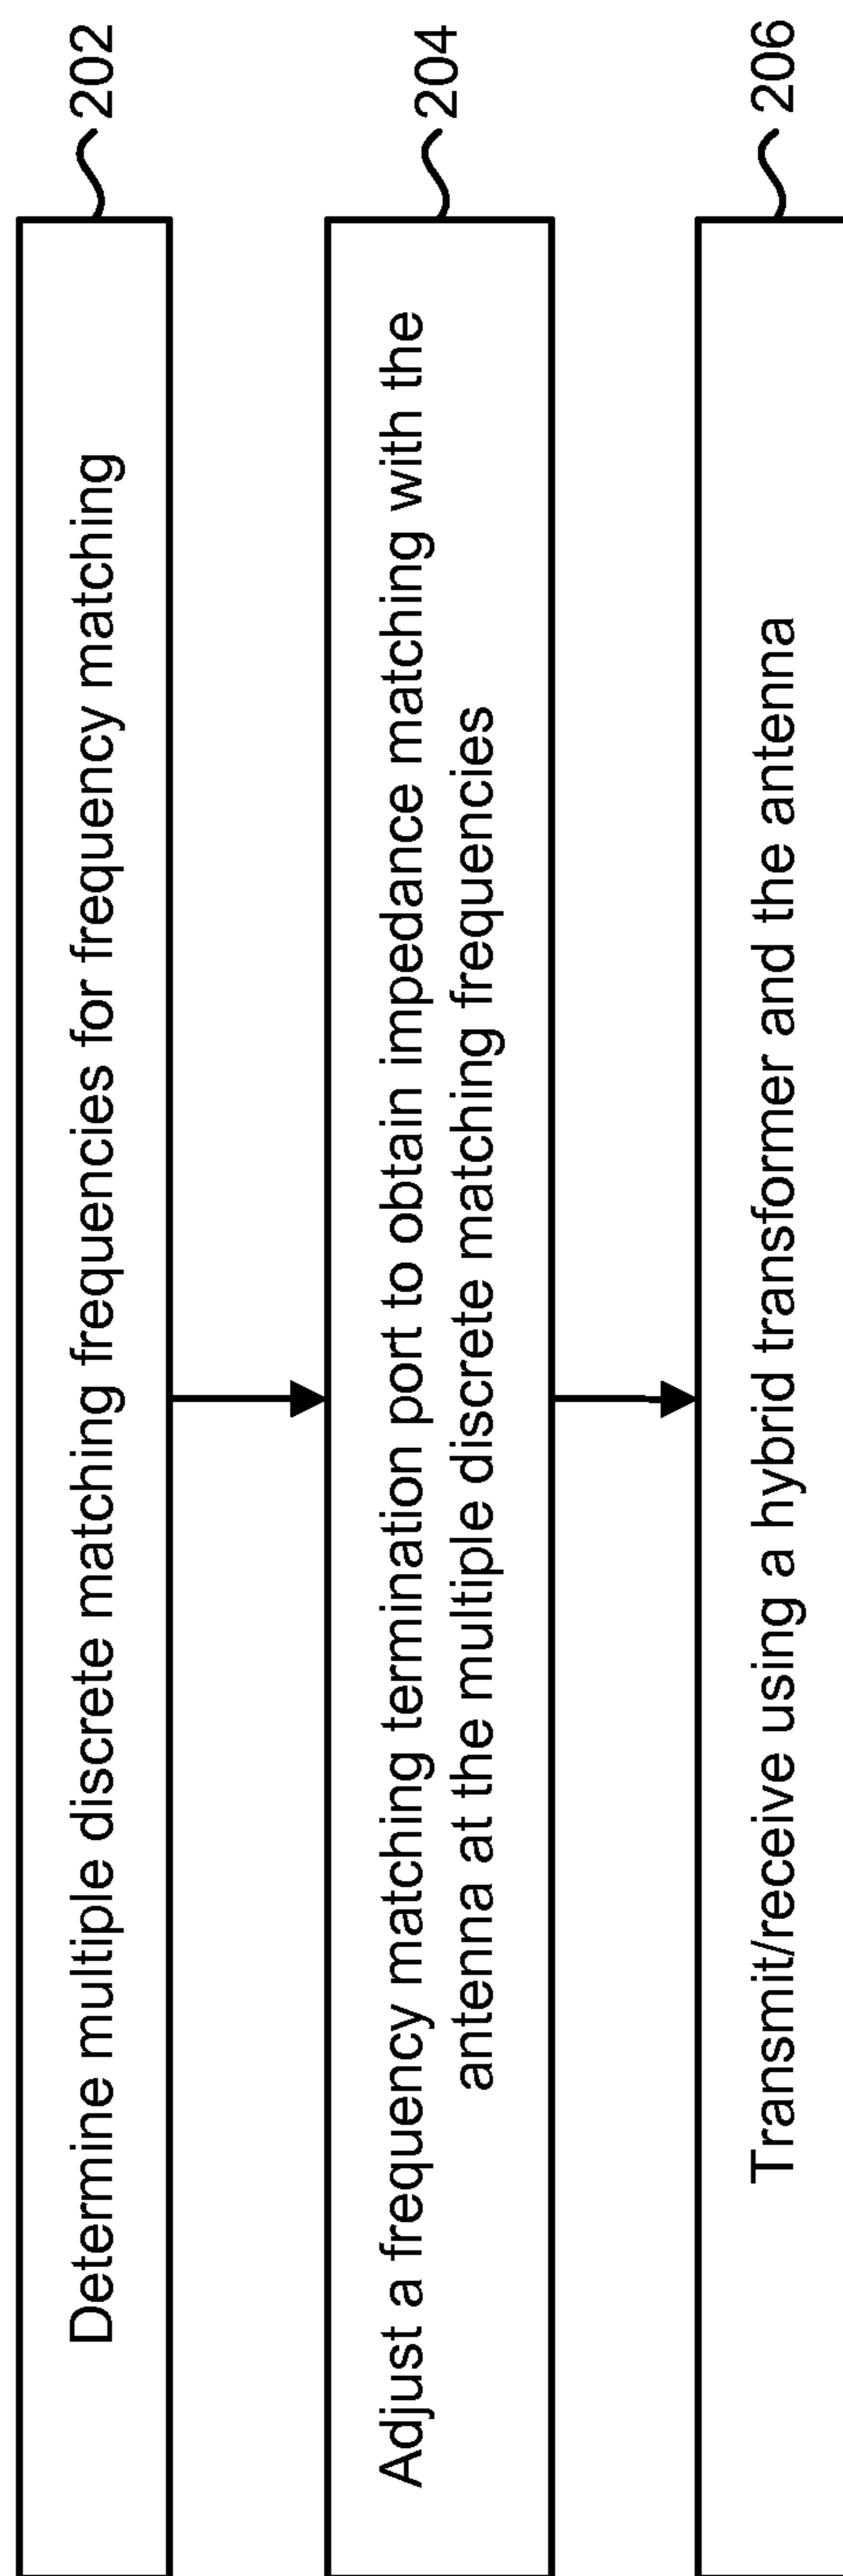 Determine multiple discrete matching frequencies for frequency matching
202
Adjust a frequency matching termination port to obtain impedance matching with the
antenna at the multiple discrete matching frequencies
204
Transmit/receive using a hybrid transformer and the antenna
206